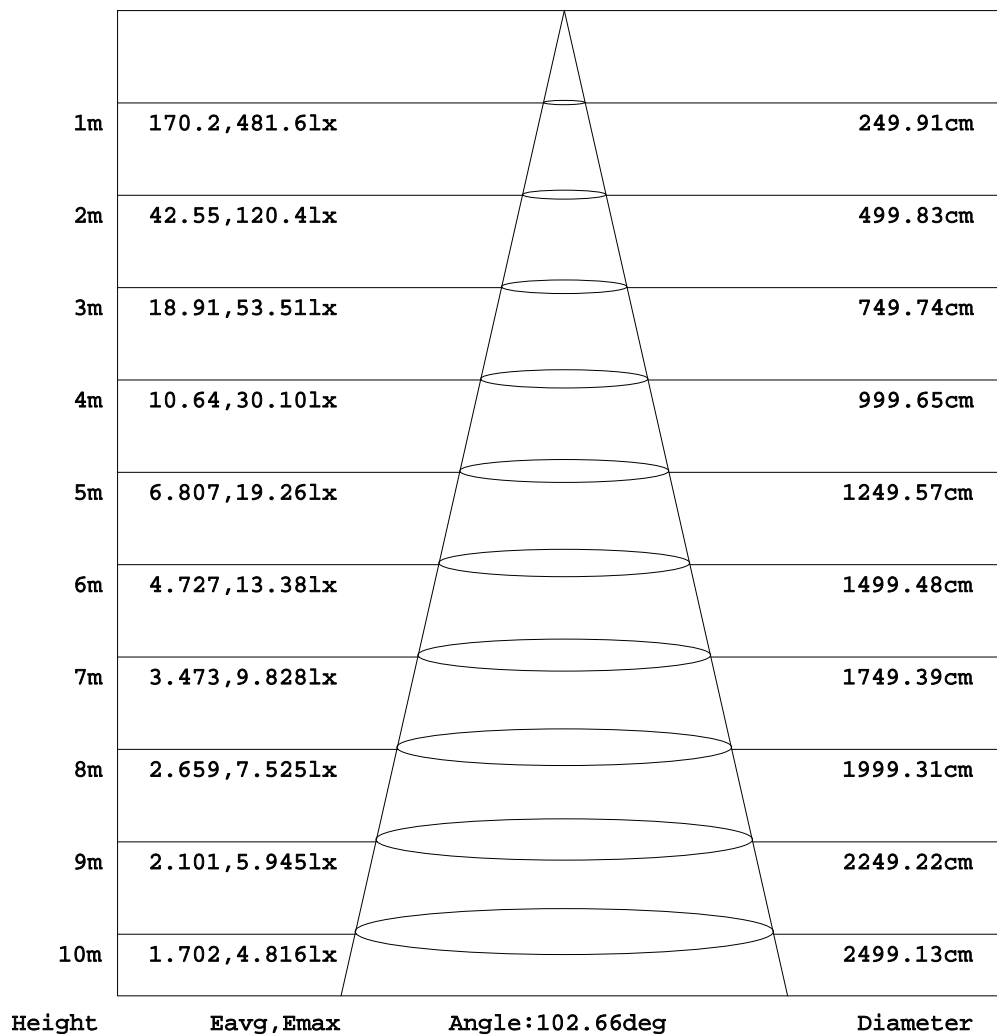 1m 170.2,481.6lx 249.91cm
2m 42.55,120.4lx 499.83cm
3m 18.91,53.51lx 749.74cm
4m 10.64,30.10lx 999.65cm
5m 6.807,19.26lx 1249.57cm
6m 4.727,13.38lx 1499.48cm
7m 3.473,9.828lx 1749.39cm
8m 2.659,7.525lx 1999.31cm
9m 2.101,5.945lx 2249.22cm
10m 1.702,4.816lx 2499.13cm
Height Eavg,Emax Angle:102.66deg Diameter